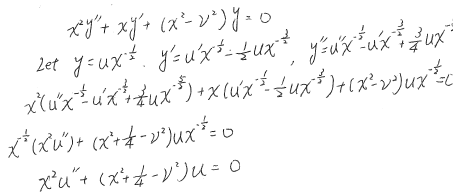 x²y″ + xy′ + (x² − ν²)y = 0
Let y = ux^{-1/2}. y′ = u′x^{-1/2} − ½ux^{-3/2}, y″ = u″x^{-1/2} − u′x^{-3/2} + ¾ux^{-5/2}
x²(u″x^{-1/2} − u′x^{-3/2} + ¾ux^{-5/2}) + x(u′x^{-1/2} − ½ux^{-3/2}) + (x² − ν²)ux^{-1/2} = 0
x^{-1/2}(x²u″) + (x² + ¼ − ν²)ux^{-1/2} = 0
x²u″ + (x² + ¼ − ν²)u = 0